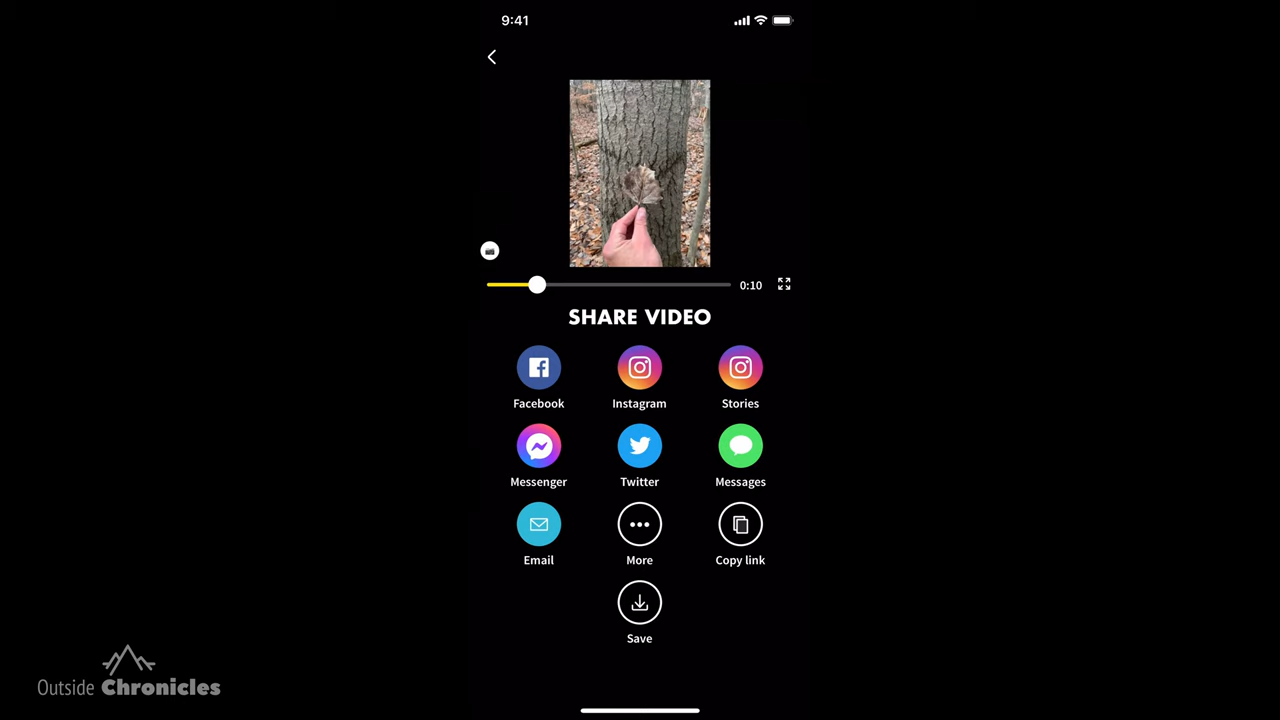 9:41
0:10
SHARE VIDEO
Facebook
Instagram
Stories
Messenger
Twitter
Messages
Email
More
Copy link
Save
Outside Chronicles